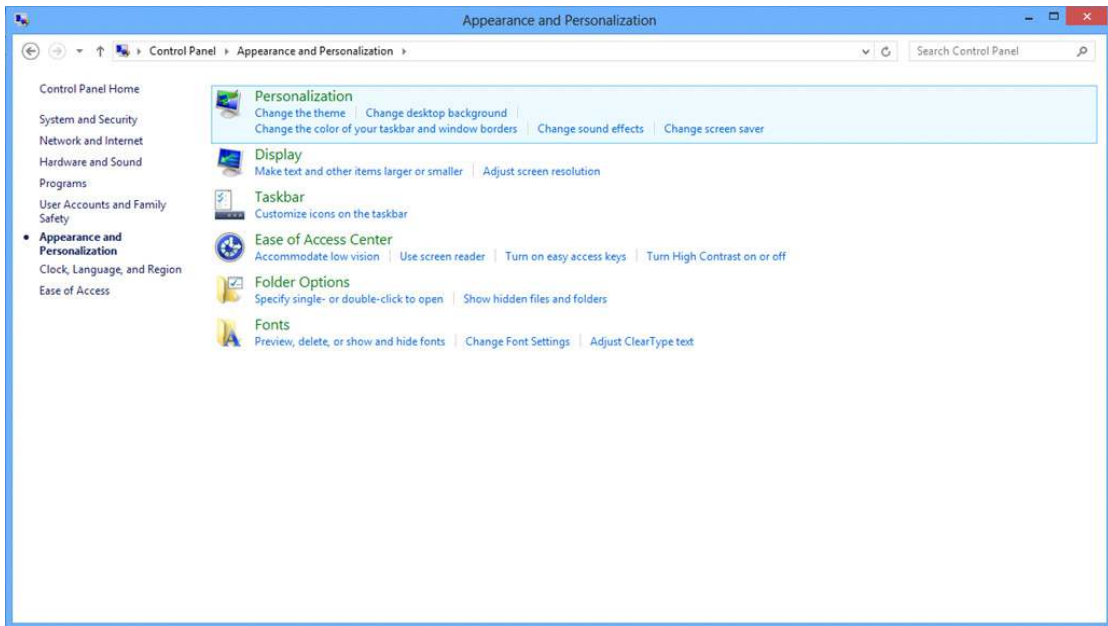 Appearance and Personalization
Control Panel Appearance and Personalization
Search Control Panel
Control Panel Home
System and Security
Network and Internet
Hardware and Sound
Programs
User Accounts and Family
Safety
Appearance and
Personalization
Clock, Language, and Region
Ease of Access
Personalization
Change the theme Change desktop background
Change the color of your taskbar and window borders Change sound effects Change screen saver
Display
Make text and other items larger or smaller Adjust screen resolution
Taskbar
Customize icons on the taskbar
Ease of Access Center
Accommodate low vision Use screen reader Turn on easy access keys Turn High Contrast on or off
Folder Options
Specify single- or double-click to open Show hidden files and folders
Fonts
Preview, delete, or show and hide fonts Change Font Settings Adjust ClearType text